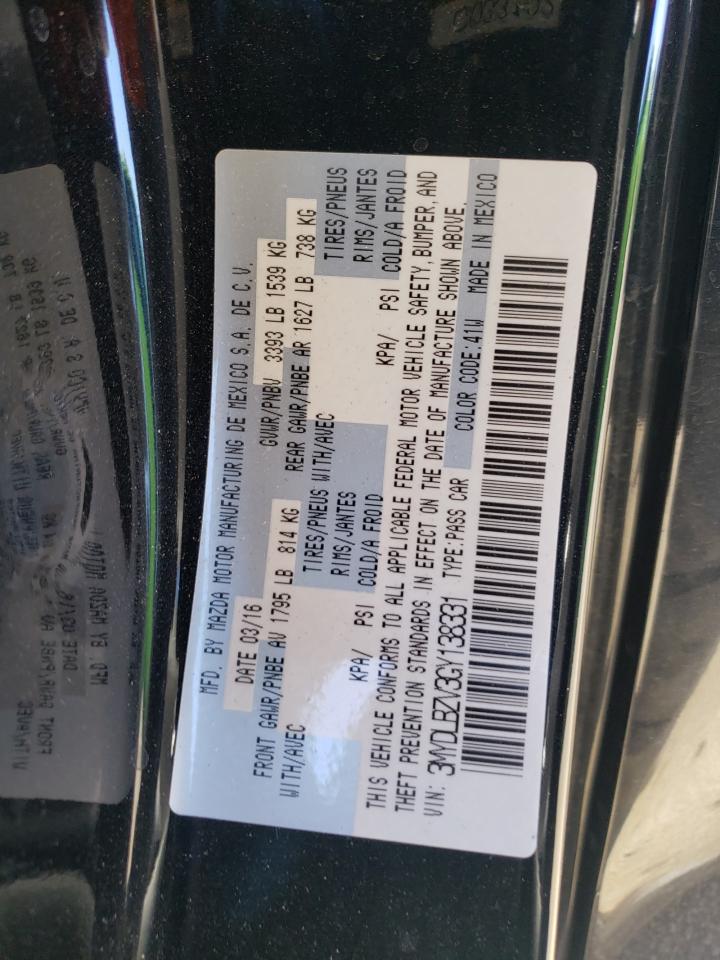 MFD. BY MAZDA MOTOR MANUFACTURING DE MEXICO S.A. DE C.V.
DATE 03/16 GVWR/PNBV 3393 LB 1539 KG
FRONT GAWR/PNBE AV 1795 LB 814 KG REAR GAWR/PNBE AR 1627 LB 738 KG
WITH/AVEC TIRES/PNEUS WITH/AVEC TIRES/PNEUS
RIMS/JANTES RIMS/JANTES
KPA/ PSI COLD/A FROID KPA/ PSI COLD/A FROID
THIS VEHICLE CONFORMS TO ALL APPLICABLE FEDERAL MOTOR VEHICLE SAFETY, BUMPER, AND
THEFT PREVENTION STANDARDS IN EFFECT ON THE DATE OF MANUFACTURE SHOWN ABOVE.
VIN: 3MYDLBZV3GY138331 TYPE:PASS CAR COLOR CODE:41W MADE IN MEXICO